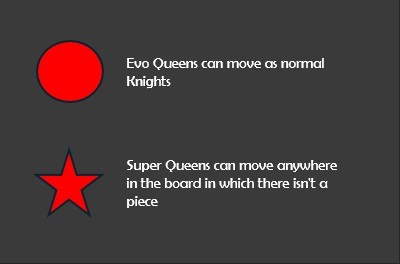 Evo Queens can move as normal
Knights
Super Queens can move anywhere
in the board in which there isn't a
piece